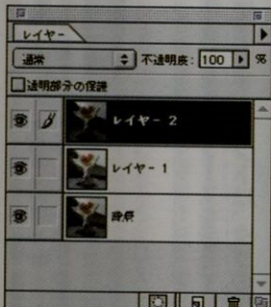 レイヤー
通常 不透明度: 100 %
透明部分の保護
レイヤー 2
レイヤー 1
背景